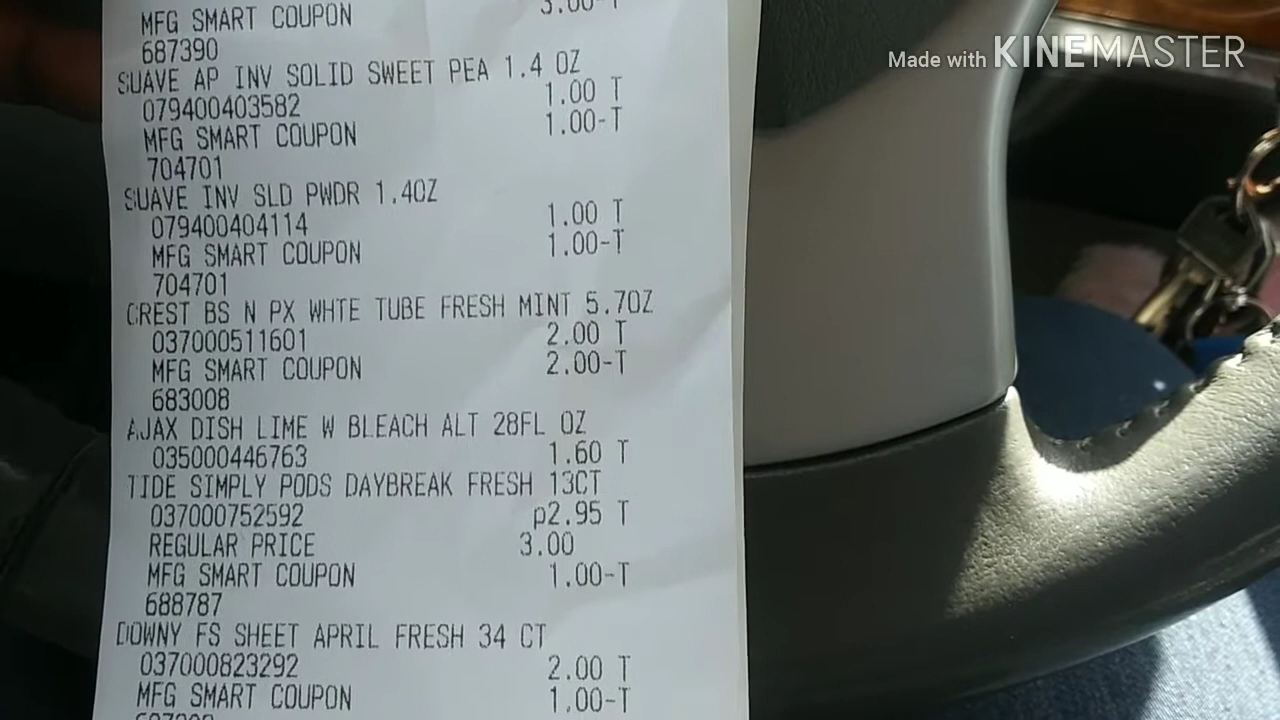 Made with KINEMASTER
3.00-T
MFG SMART COUPON
687390
SUAVE AP INV SOLID SWEET PEA 1.4 OZ
079400403582 1.00 T
MFG SMART COUPON 1.00-T
704701
SUAVE INV SLD PWDR 1.4OZ
079400404114 1.00 T
MFG SMART COUPON 1.00-T
704701
CREST BS N PX WHTE TUBE FRESH MINT 5.7OZ
037000511601 2.00 T
MFG SMART COUPON 2.00-T
683008
AJAX DISH LIME W BLEACH ALT 28FL OZ
035000446763 1.60 T
TIDE SIMPLY PODS DAYBREAK FRESH 13CT
037000752592 p2.95 T
REGULAR PRICE 3.00
MFG SMART COUPON 1.00-T
688787
DOWNY FS SHEET APRIL FRESH 34 CT
037000823292 2.00 T
MFG SMART COUPON 1.00-T